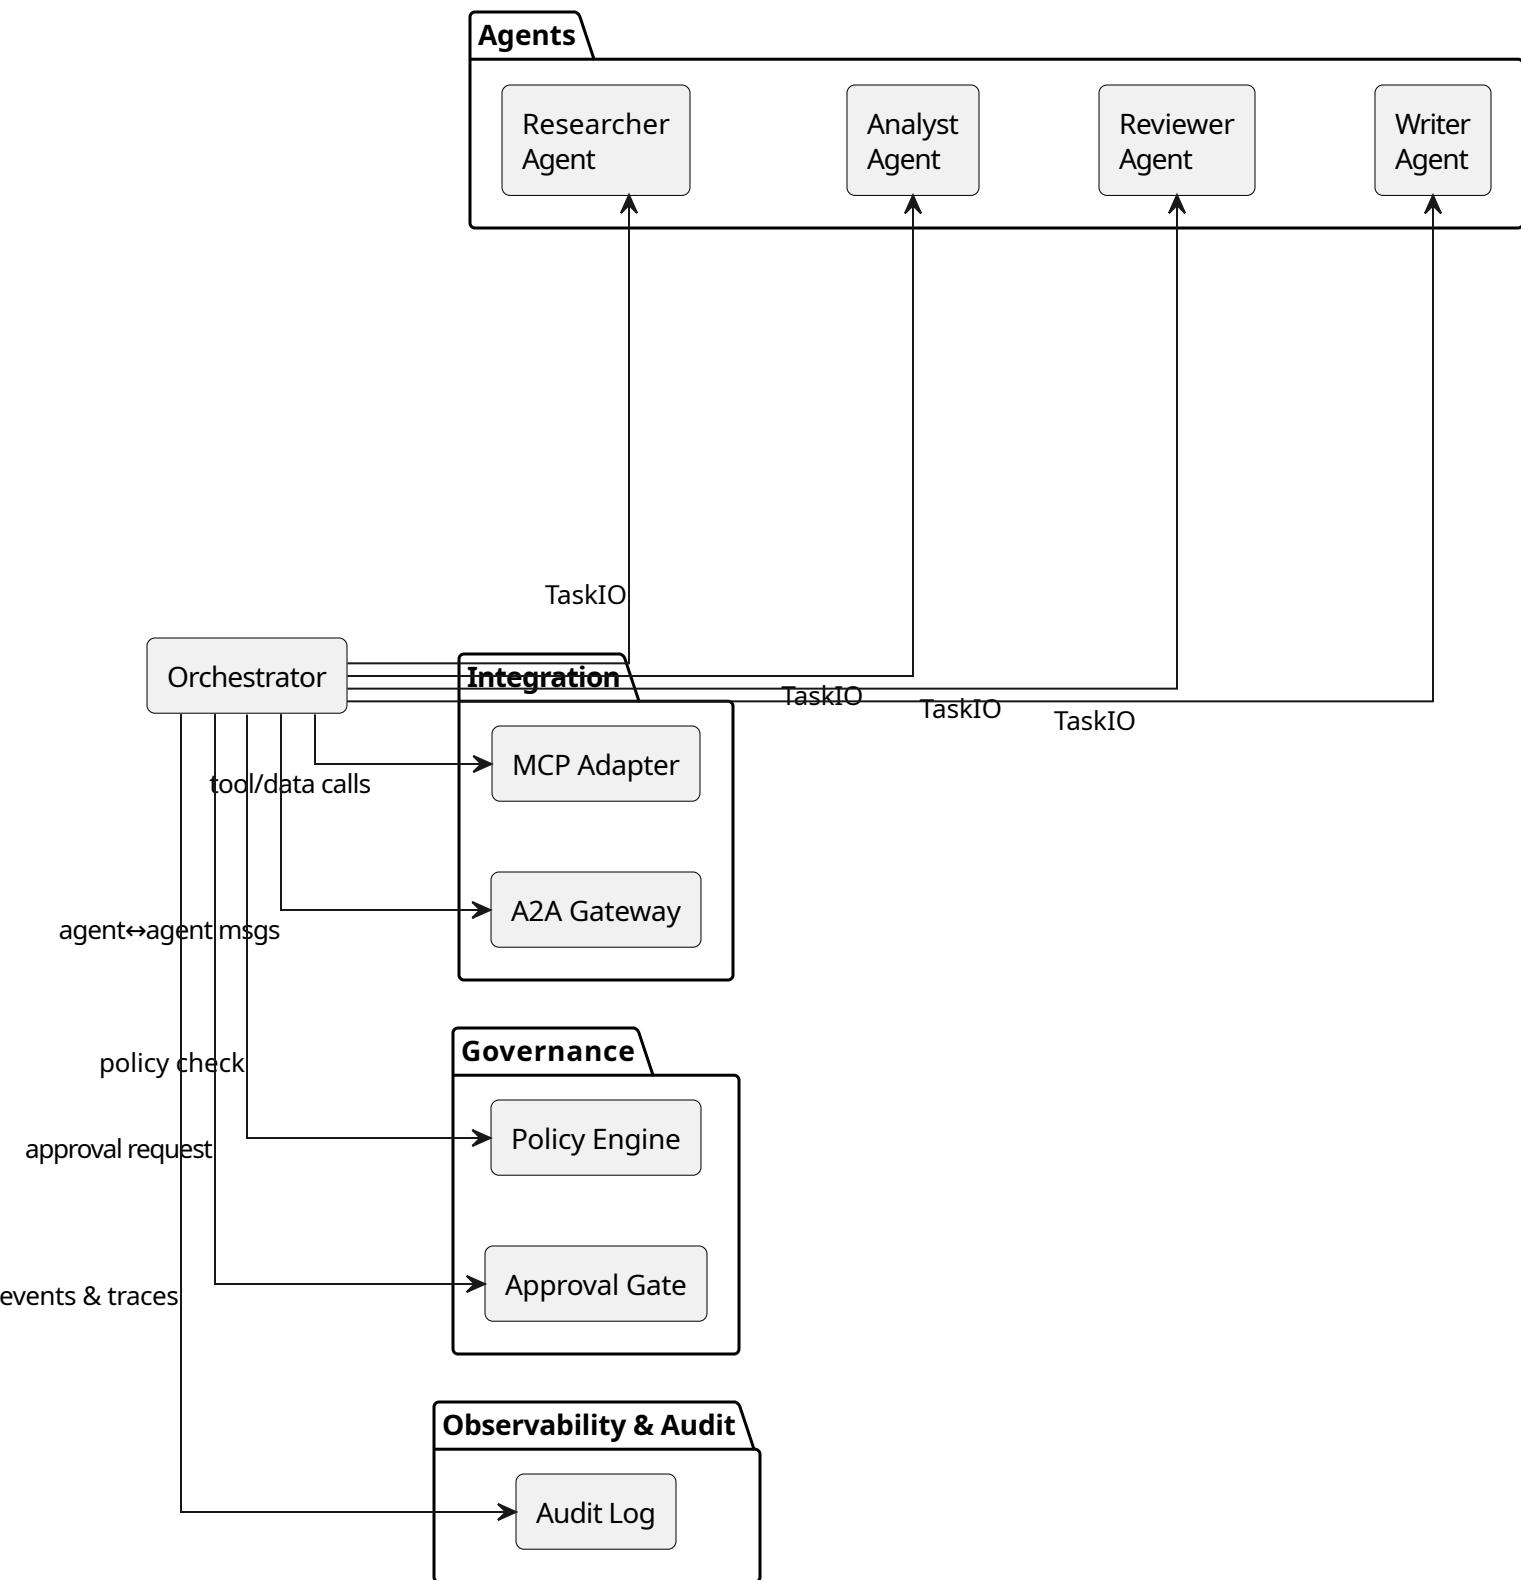 Agents
Researcher
Agent
Analyst
Agent
Reviewer
Agent
Writer
Agent
TaskIO
Orchestrator
Integration
TaskIO
TaskIO
TaskIO
MCP Adapter
tool/data calls
A2A Gateway
agent↔agent msgs
Governance
policy check
Policy Engine
approval request
Approval Gate
events & traces
Observability & Audit
Audit Log